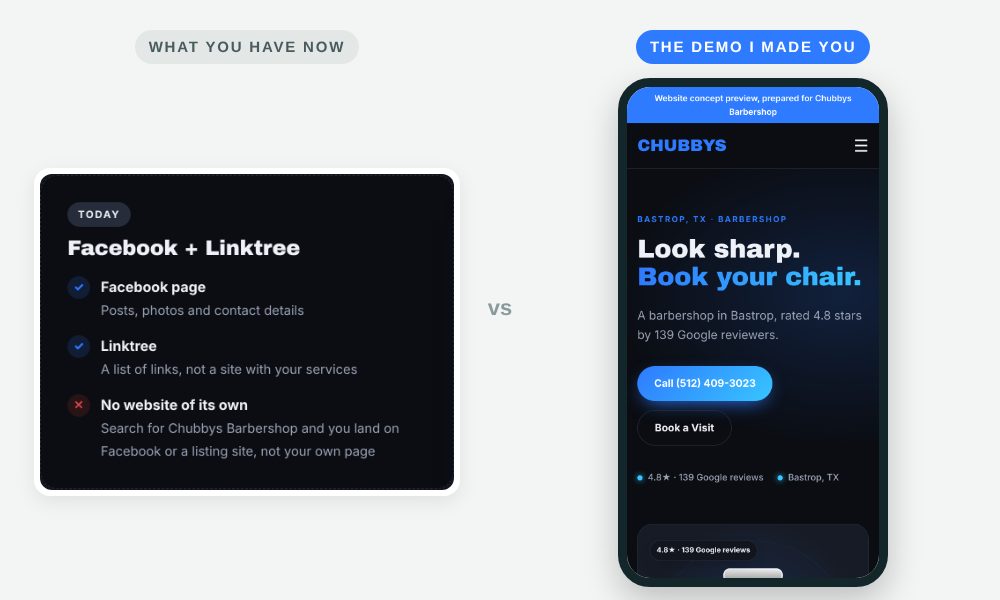 WHAT YOU HAVE NOW
TODAY
Facebook + Linktree
Facebook page
Posts, photos and contact details
Linktree
A list of links, not a site with your services
No website of its own
Search for Chubbys Barbershop and you land on
Facebook or a listing site, not your own page
vs
THE DEMO I MADE YOU
Website concept preview, prepared for Chubbys
Barbershop
CHUBBYS
BASTROP, TX · BARBERSHOP
Look sharp.
Book your chair.
A barbershop in Bastrop, rated 4.8 stars
by 139 Google reviewers.
Call (512) 409-3023
Book a Visit
4.8★ · 139 Google reviews
Bastrop, TX
4.8★ · 139 Google reviews